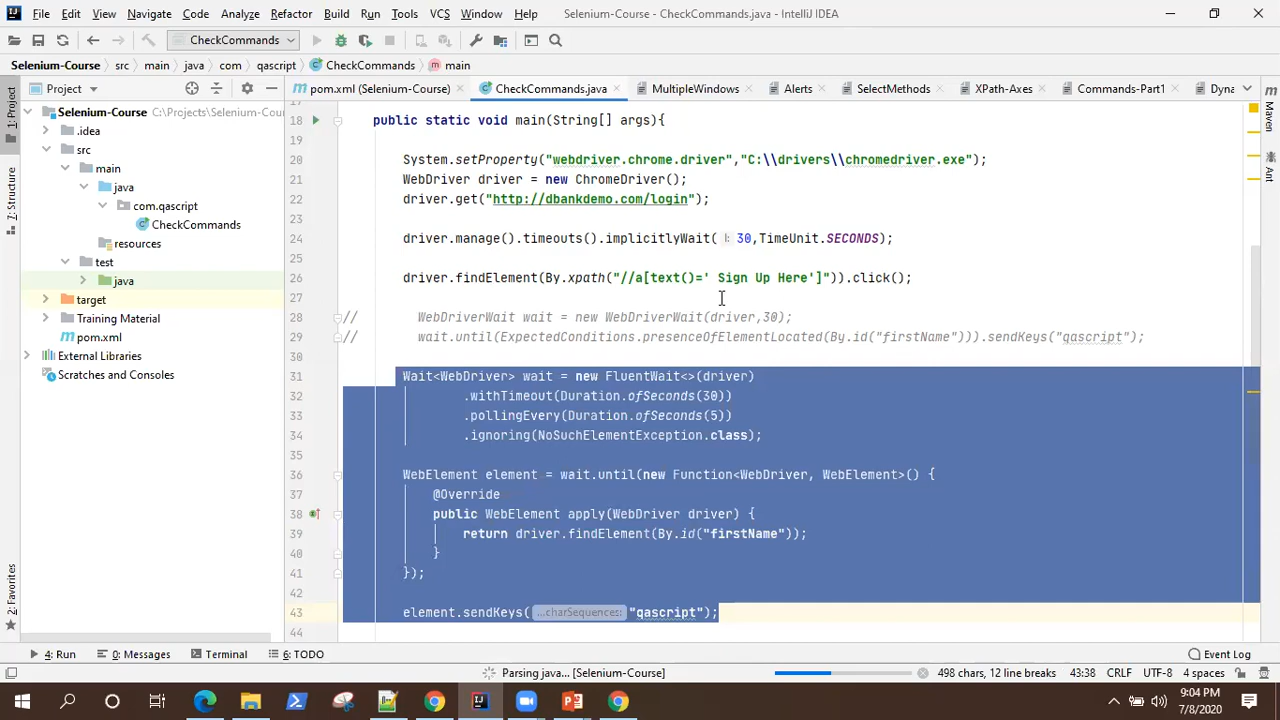 File Edit View Navigate Code Analyze Refactor Build Run Tools VCS Window Help Selenium-Course - CheckCommands.java - IntelliJ IDEA
CheckCommands
Selenium-Course src main java com qascript CheckCommands main
Project pom.xml (Selenium-Course) CheckCommands.java MultipleWindows Alerts SelectMethods XPath-Axes Commands-Part1 Dyna
1: Project
Z: Structure
2: Favorites
Maven
Ant
Selenium-Course C:\Projects\Selenium-Cour
.idea
src
main
java
com.qascript
CheckCommands
resources
test
java
target
Training Material
pom.xml
External Libraries
Scratches and Consoles
17
18 public static void main(String[] args){
19
20 System.setProperty("webdriver.chrome.driver","C:\\drivers\\chromedriver.exe");
21 WebDriver driver = new ChromeDriver();
22 driver.get("http://dbankdemo.com/login");
23
24 driver.manage().timeouts().implicitlyWait( l: 30,TimeUnit.SECONDS);
25
26 driver.findElement(By.xpath("//a[text()=' Sign Up Here']")).click();
27
28 // WebDriverWait wait = new WebDriverWait(driver,30);
29 // wait.until(ExpectedConditions.presenceOfElementLocated(By.id("firstName"))).sendKeys("qascript");
30
31 Wait<WebDriver> wait = new FluentWait<>(driver)
32 .withTimeout(Duration.ofSeconds(30))
33 .pollingEvery(Duration.ofSeconds(5))
34 .ignoring(NoSuchElementException.class);
35
36 WebElement element = wait.until(new Function<WebDriver, WebElement>() {
37 @Override
38 public WebElement apply(WebDriver driver) {
39 return driver.findElement(By.id("firstName"));
40 }
41 });
42
43 element.sendKeys( ...charSequences: "qascript");
44
4: Run 0: Messages Terminal 6: TODO Event Log
Parsing java... [Selenium-Course] 498 chars, 12 line breaks 43:38 CRLF UTF-8 4 spaces
9:04 PM
7/8/2020